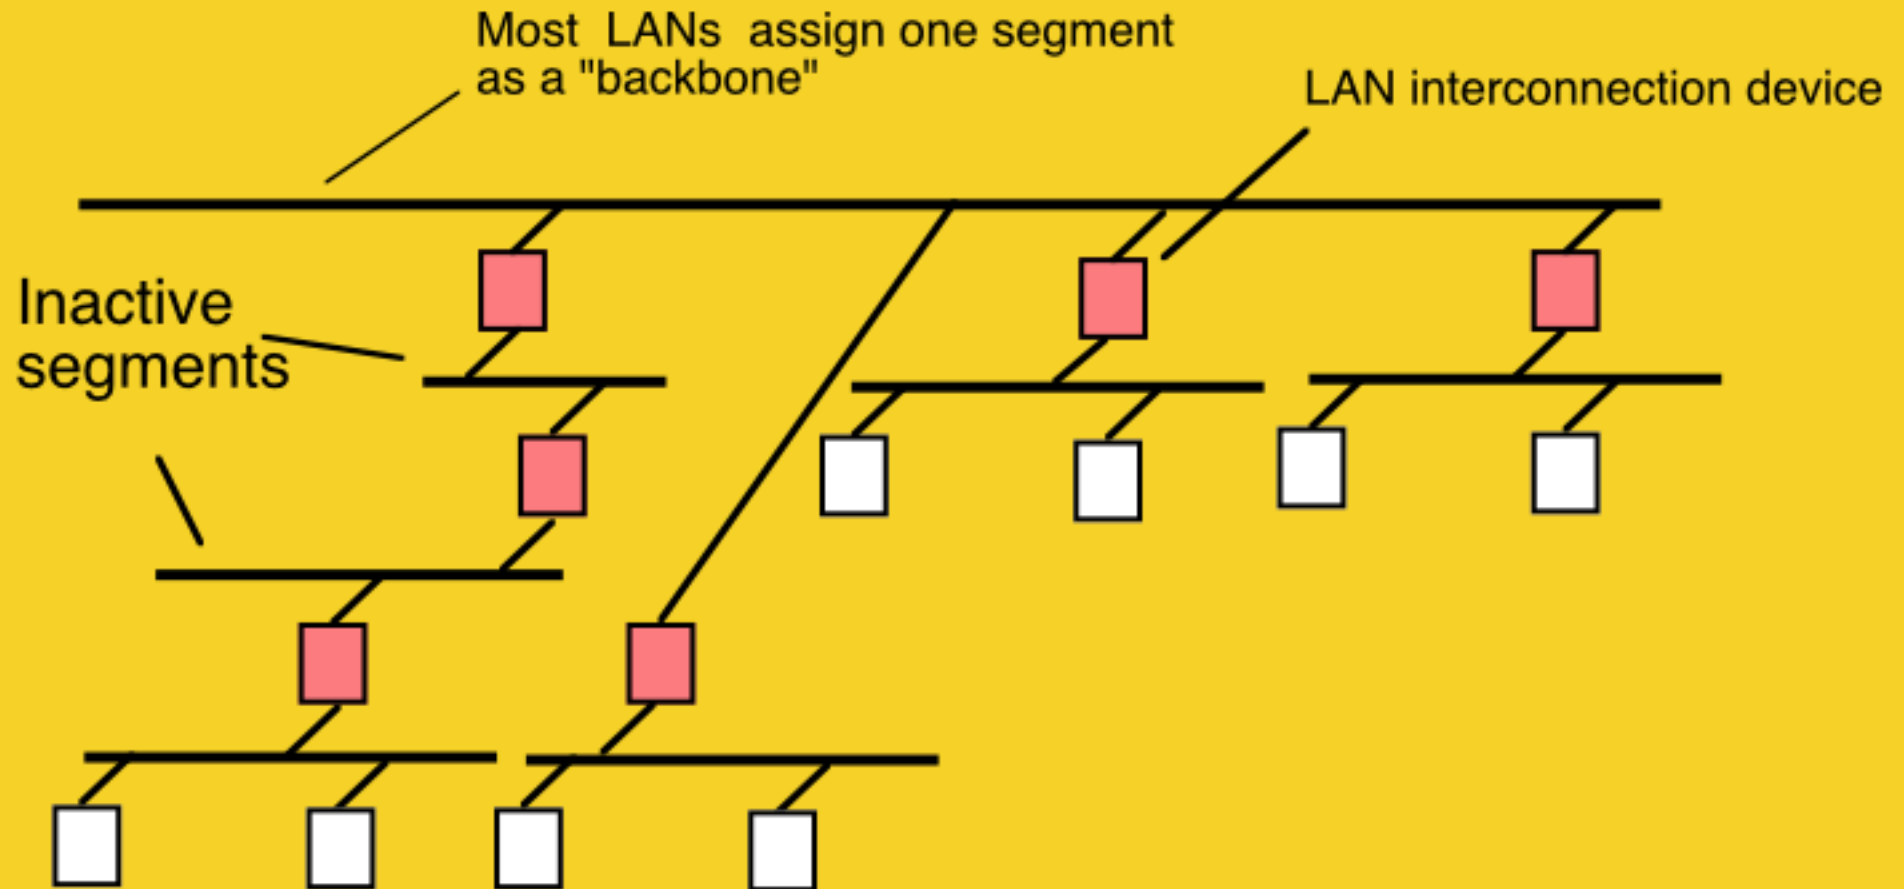 Most LANs assign one segment
as a "backbone"
LAN interconnection device
Inactive
segments